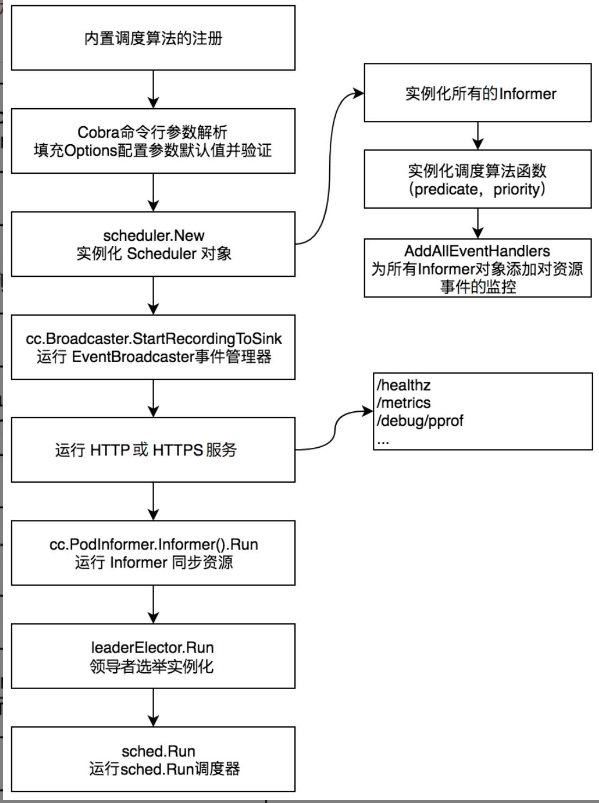 内置调度算法的注册
Cobra命令行参数解析
填充Options配置参数默认值并验证
scheduler.New
实例化 Scheduler 对象
实例化所有的Informer
实例化调度算法函数
（predicate，priority）
AddAllEventHandlers
为所有Informer对象添加对资源
事件的监控
cc.Broadcaster.StartRecordingToSink
运行 EventBroadcaster事件管理器
运行 HTTP或 HTTPS服务
/healthz
/metrics
/debug/pprof
...
cc.PodInformer.Informer().Run
运行 Informer 同步资源
leaderElector.Run
领导者选举实例化
sched.Run
运行sched.Run调度器